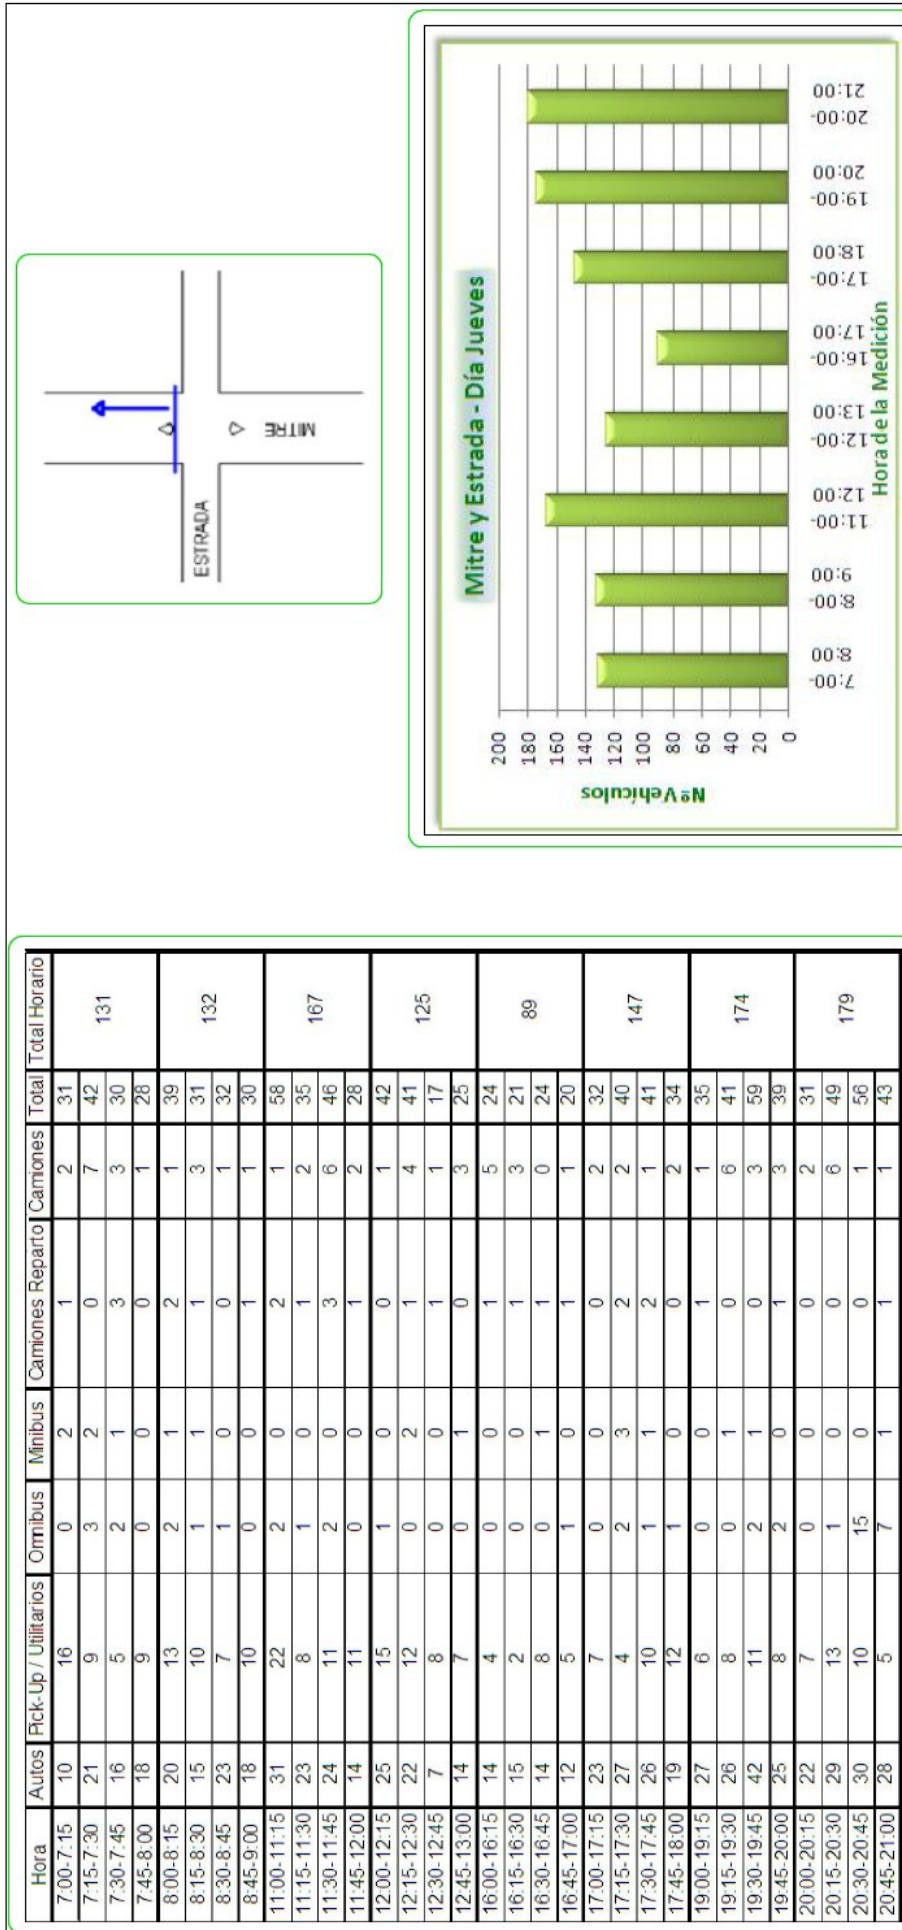 Hora Autos Pick-Up / Utilitarios Omnibus Minibus Camiones Reparto Camiones Total Total Horario
7:00-7:15 10 16 0 2 1 2 31 131
7:15-7:30 21 9 3 2 0 7 42
7:30-7:45 16 5 2 1 3 3 30
7:45-8:00 18 9 0 0 0 1 28
8:00-8:15 20 13 2 1 2 1 39 132
8:15-8:30 15 10 1 1 1 3 31
8:30-8:45 23 7 1 0 0 1 32
8:45-9:00 18 10 0 0 1 1 30
11:00-11:15 31 22 2 0 2 1 58 167
11:15-11:30 23 8 1 0 1 2 35
11:30-11:45 24 11 2 0 3 6 46
11:45-12:00 14 11 0 0 1 2 28
12:00-12:15 25 15 1 0 0 1 42 125
12:15-12:30 22 12 0 2 1 4 41
12:30-12:45 7 8 0 0 1 1 17
12:45-13:00 14 7 0 1 0 3 25
16:00-16:15 14 4 0 0 1 5 24 89
16:15-16:30 15 2 0 0 1 3 21
16:30-16:45 14 8 0 1 1 0 24
16:45-17:00 12 5 1 0 1 1 20
17:00-17:15 23 7 0 0 0 2 32 147
17:15-17:30 27 4 2 3 2 2 40
17:30-17:45 26 10 1 1 2 1 41
17:45-18:00 19 12 1 0 0 2 34
19:00-19:15 27 6 0 0 1 1 35 174
19:15-19:30 26 8 0 1 0 6 41
19:30-19:45 42 11 2 1 0 3 59
19:45-20:00 25 8 2 0 1 3 39
20:00-20:15 22 7 0 0 0 2 31 179
26:15-20:30 29 13 1 0 0 6 49
20:30-20:45 30 10 15 0 0 1 56
20:45-21:00 28 5 7 1 1 1 43
ESTRADA
MITRE
Mitre y Estrada - Día Jueves
Nº Vehículos
200
180
160
140
120
100
80
60
40
20
0
7:00- 8:00- 11:00- 12:00- 16:00- 17:00- 19:00- 20:00-
8:00 9:00 12:00 13:00 17:00 18:00 20:00 21:00
Hora de la Medición